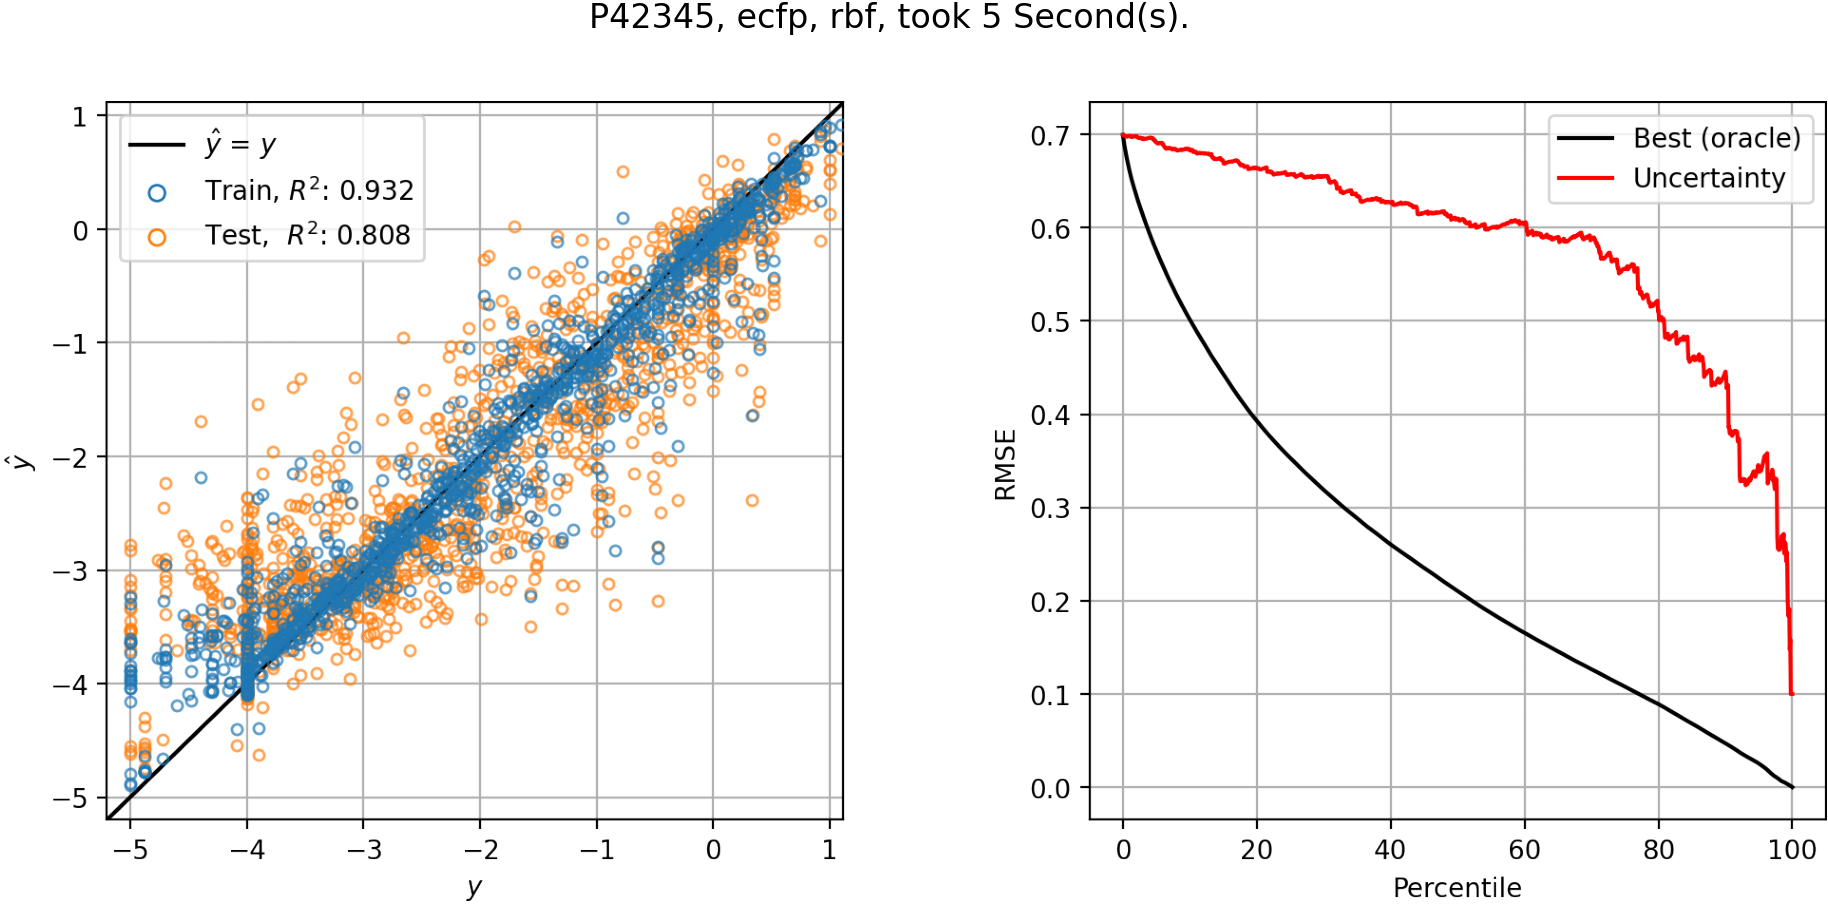 P42345, ecfp, rbf, took 5 Second(s).
ŷ = y
Train, R²: 0.932
Test, R²: 0.808
1
0
−1
−2
−3
−4
−5
ŷ
−5 −4 −3 −2 −1 0 1
y
Best (oracle)
Uncertainty
0.7
0.6
0.5
0.4
0.3
0.2
0.1
0.0
RMSE
0 20 40 60 80 100
Percentile